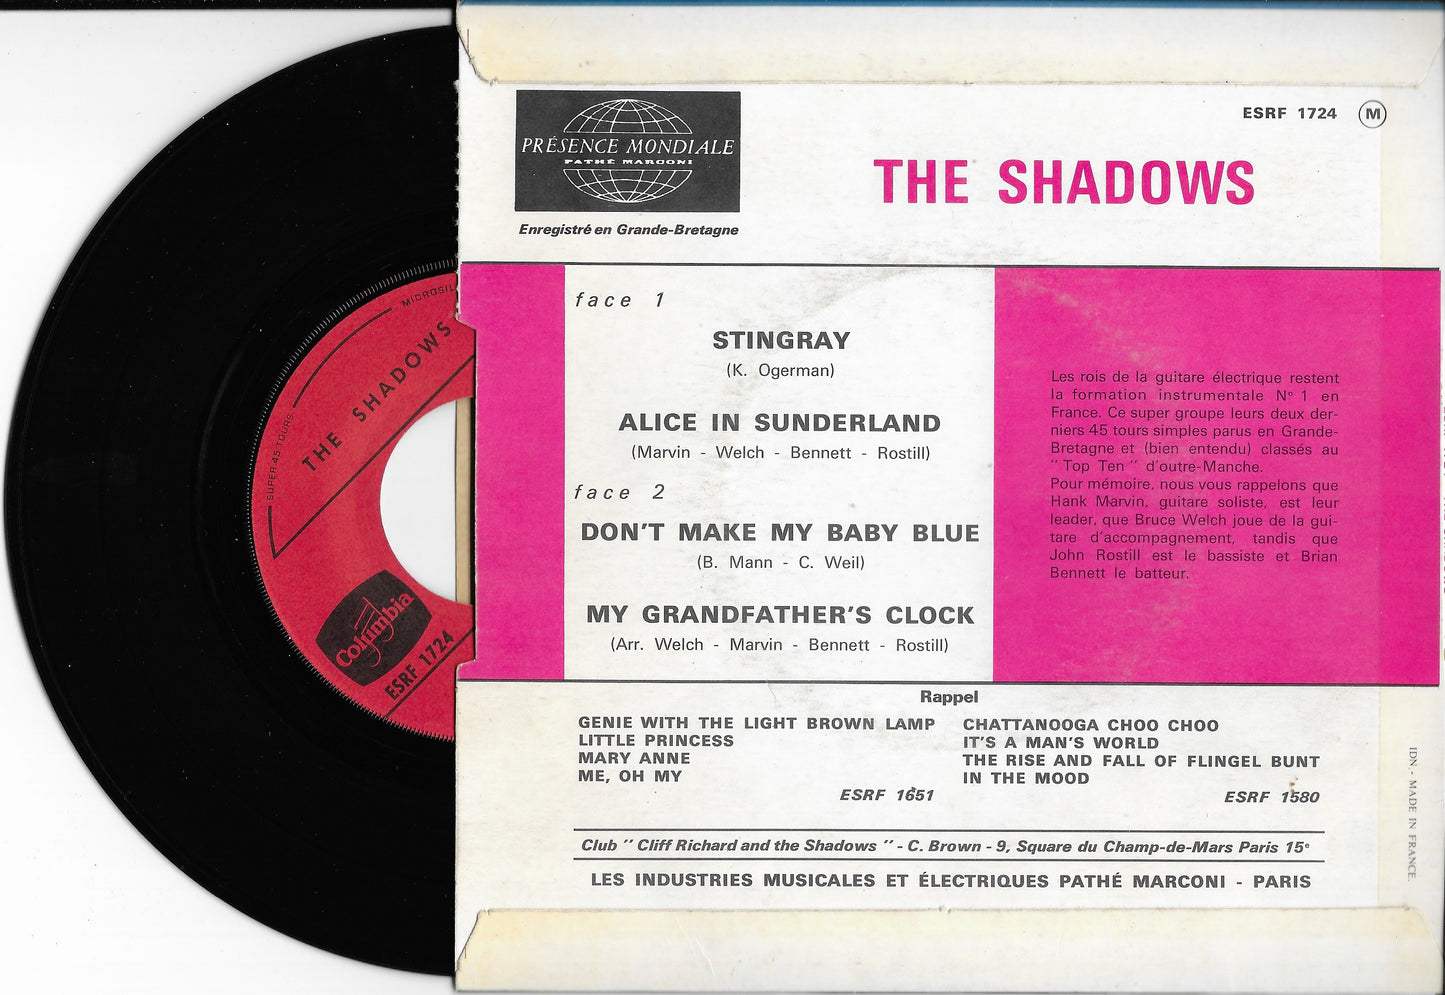 PRÉSENCE MONDIALE
PATHÉ MARCONI
Enregistré en Grande-Bretagne
ESRF 1724 M
THE SHADOWS
face 1
STINGRAY
(K. Ogerman)
ALICE IN SUNDERLAND
(Marvin - Welch - Bennett - Rostill)
face 2
DON'T MAKE MY BABY BLUE
(B. Mann - C. Weil)
MY GRANDFATHER'S CLOCK
(Arr. Welch - Marvin - Bennett - Rostill)
Les rois de la guitare électrique restent
la formation instrumentale N° 1 en
France. Ce super groupe leurs deux der-
niers 45 tours simples parus en Grande-
Bretagne et (bien entendu) classés au
" Top Ten " d'outre-Manche.
Pour mémoire, nous vous rappelons que
Hank Marvin, guitare soliste, est leur
leader, que Bruce Welch joue de la gui-
tare d'accompagnement, tandis que
John Rostill est le bassiste et Brian
Bennett le batteur.
Rappel
GENIE WITH THE LIGHT BROWN LAMP
LITTLE PRINCESS
MARY ANNE
ME, OH MY
ESRF 1651
CHATTANOOGA CHOO CHOO
IT'S A MAN'S WORLD
THE RISE AND FALL OF FLINGEL BUNT
IN THE MOOD
ESRF 1580
Club " Cliff Richard and the Shadows " - C. Brown - 9, Square du Champ-de-Mars Paris 15e
LES INDUSTRIES MUSICALES ET ÉLECTRIQUES PATHÉ MARCONI - PARIS
IDN. - MADE IN FRANCE.
MICROSIL
THE SHADOWS
SUPER 45 TOURS
Columbia
ESRF 1724